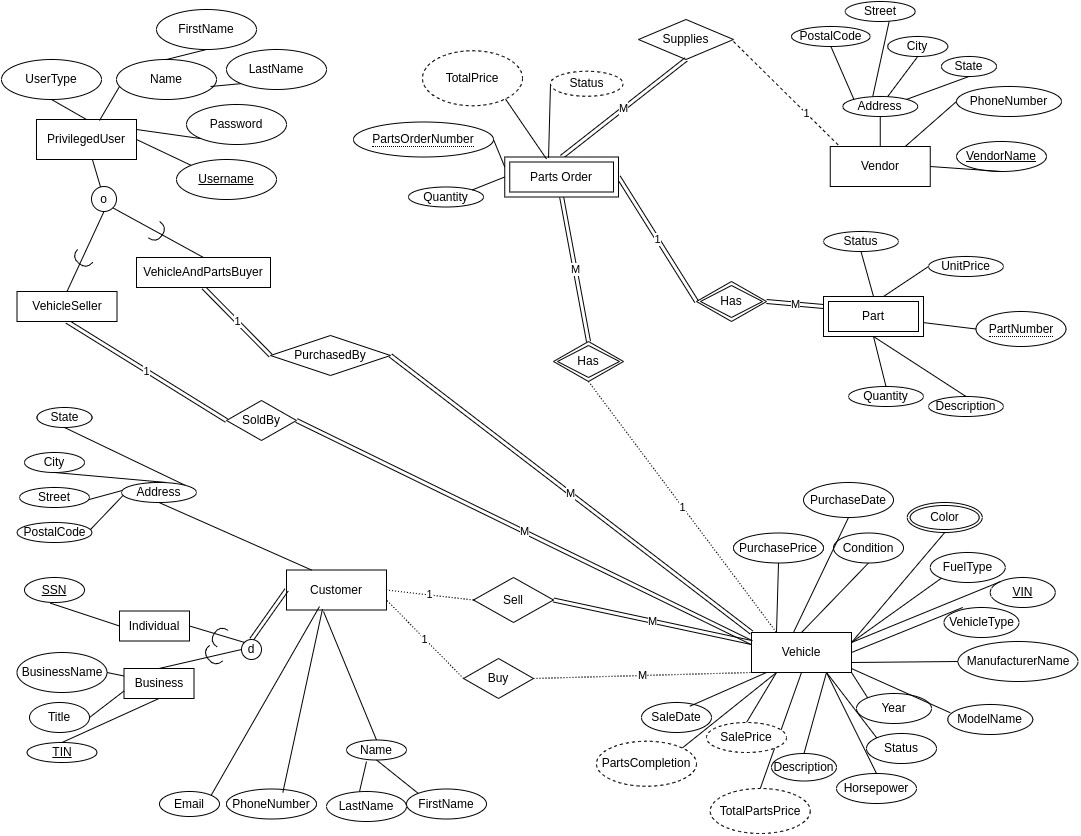 Street
FirstName
PostalCode
Supplies
City
LastName
State
UserType
Name
TotalPrice
Status
M
Address
PhoneNumber
1
Password
PartsOrderNumber
PrivilegedUser
Vendor
VendorName
Parts Order
Username
Quantity
o
1
Status
M
UnitPrice
VehicleAndPartsBuyer
Has
M
VehicleSeller
Part
PartNumber
1
PurchasedBy
Has
1
Quantity
Description
State
SoldBy
City
Address
Street
M
PurchaseDate
1
Color
PostalCode
M
PurchasePrice
Condition
FuelType
SSN
Customer
1
Sell
VIN
M
VehicleType
Individual
1
d
Vehicle
ManufacturerName
BusinessName
Business
Buy
M
Title
SaleDate
Year
ModelName
SalePrice
TIN
Name
Status
PartsCompletion
Description
Horsepower
Email
PhoneNumber
LastName
FirstName
TotalPartsPrice